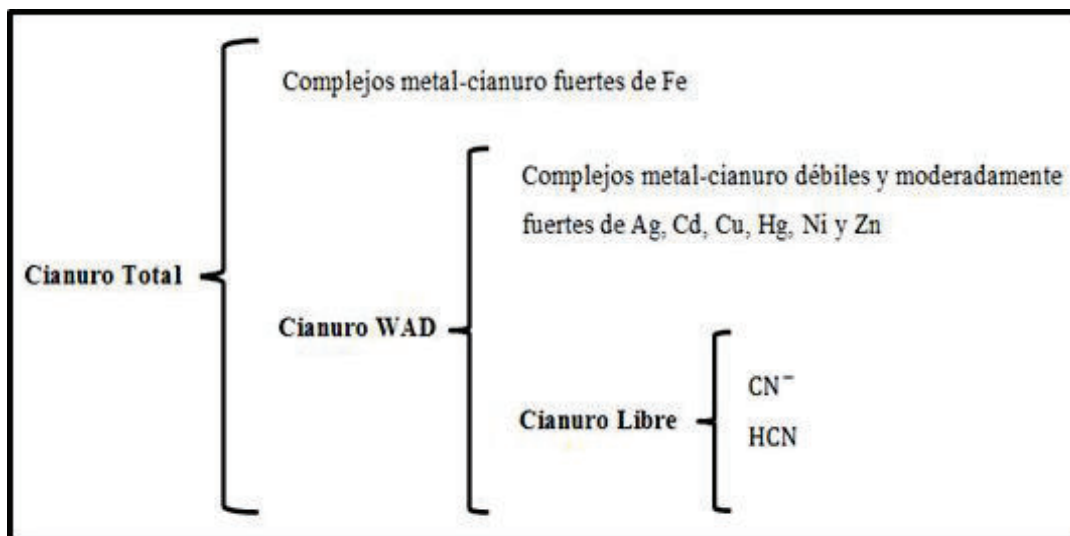 Complejos metal-cianuro fuertes de Fe
Complejos metal-cianuro débiles y moderadamente
fuertes de Ag, Cd, Cu, Hg, Ni y Zn
Cianuro Total
Cianuro WAD
CN⁻
Cianuro Libre
HCN